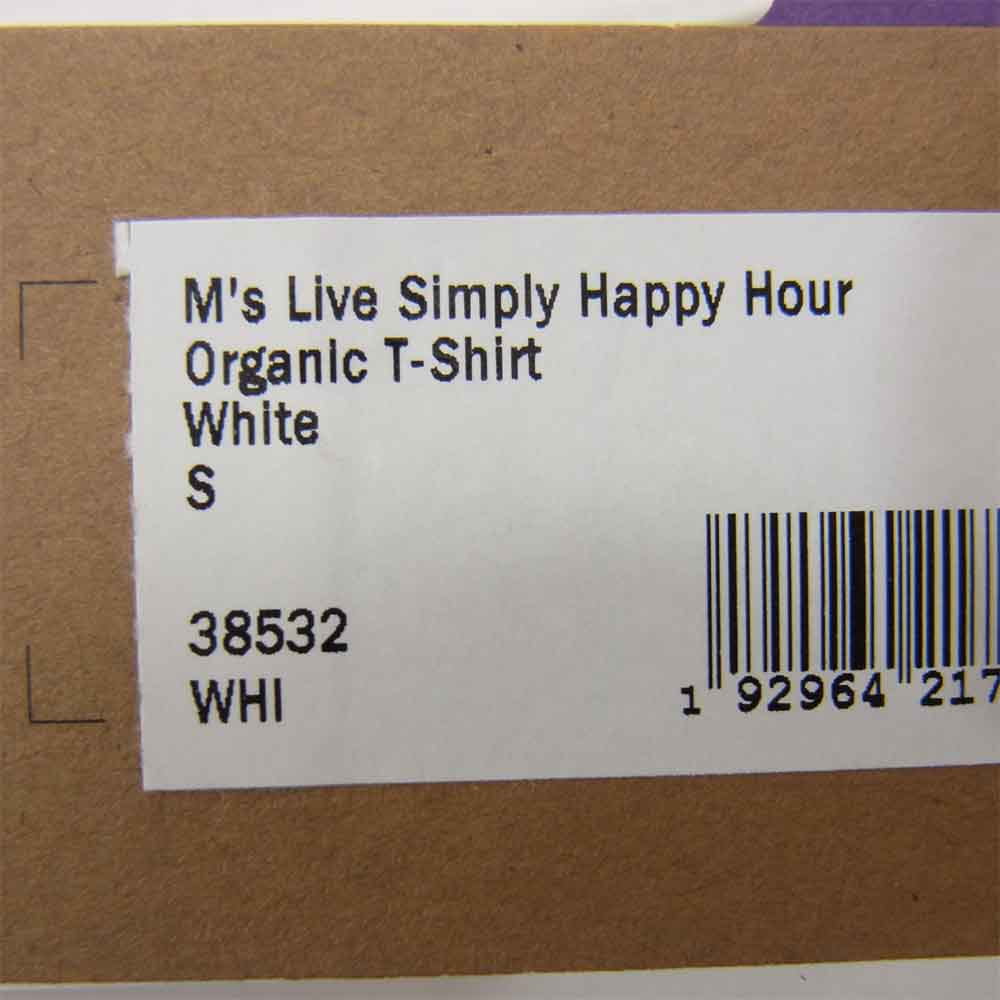 M's Live Simply Happy Hour
Organic T-Shirt
White
S
38532
WHI
1 92964 217